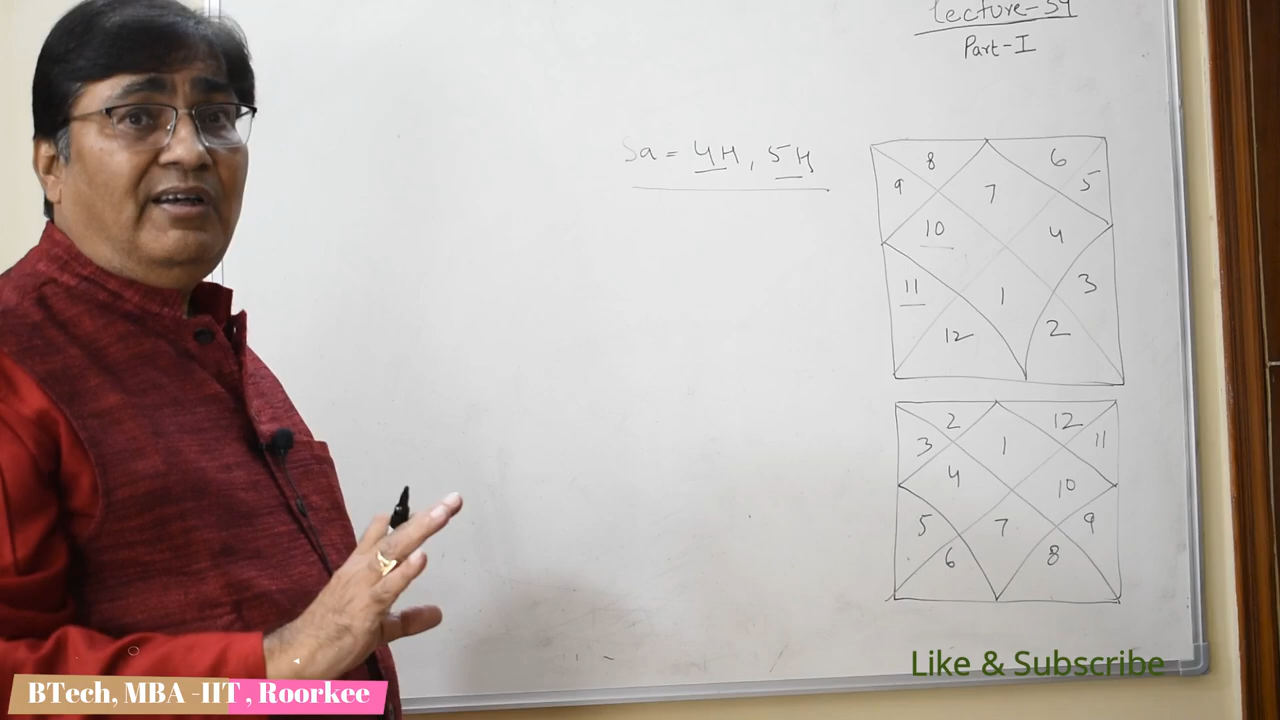 Lecture-34
Part-I
Sa = 4H, 5H
8 6
9 7 5
10 4
11 1 3
12 2
2 12
3 1 11
4 10
5 7 9
6 8
Like & Subscribe
BTech, MBA -IIT , Roorkee